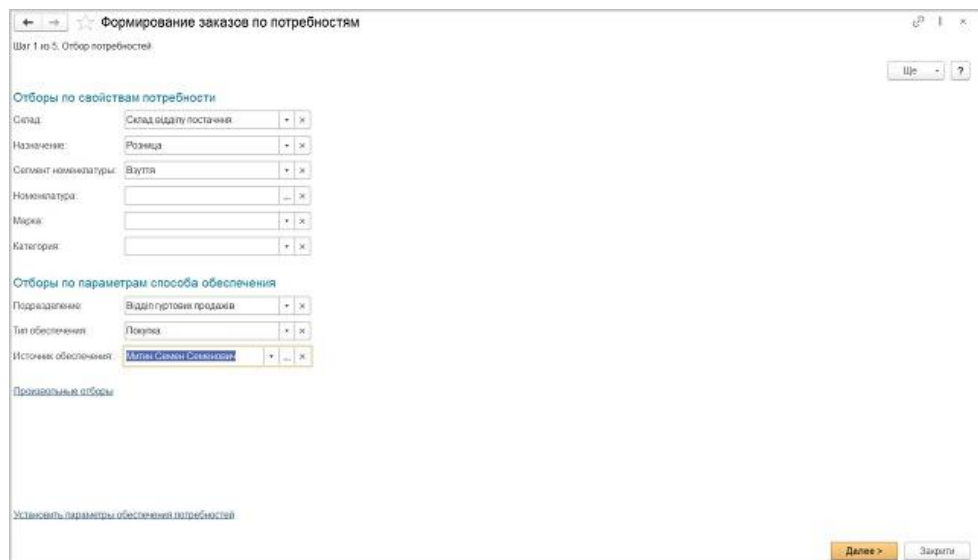 Формирование заказов по потребностям
Шаг 1 из 5. Отбор потребностей
Ще ?
Отборы по свойствам потребности
Склад: Склад відділу постачння
Назначение: Розница
Сегмент номенклатуры: Взуття
Номенклатура:
Марка:
Категория:
Отборы по параметрам способа обеспечения
Подразделение: Відділ гуртових продажів
Тип обеспечения: Покупка
Источник обеспечения: Митин Семен Семенович
Произвольные отборы
Установить параметры обеспечения потребностей
Далее > Закрити